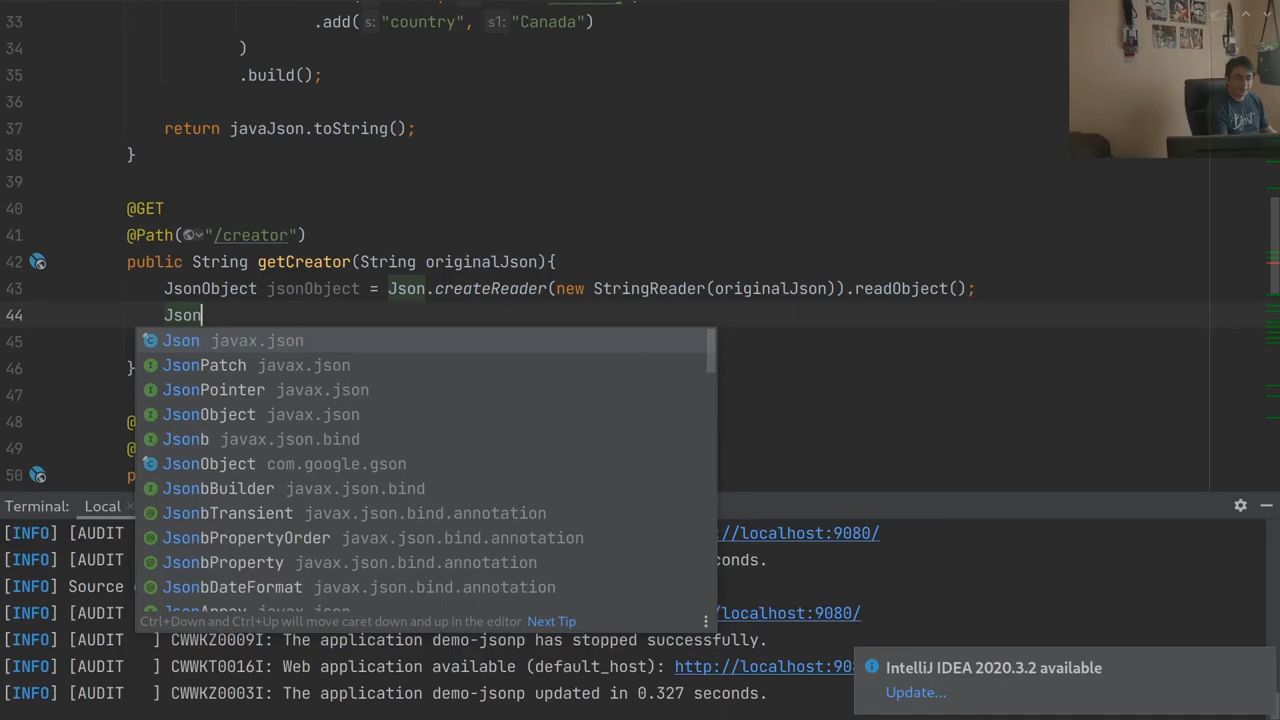 33
34
35
36
37
38
39
40
41
42
43
44
45
46
47
48
49
50
.add(s: "country", s1: "Canada")
)
.build();
return javaJson.toString();
}
@GET
@Path("/creator")
public String getCreator(String originalJson){
JsonObject jsonObject = Json.createReader(new StringReader(originalJson)).readObject();
Json
}
@
@
p
Json javax.json
JsonPatch javax.json
JsonPointer javax.json
JsonObject javax.json
Jsonb javax.json.bind
JsonObject com.google.gson
JsonbBuilder javax.json.bind
JsonbTransient javax.json.bind.annotation
JsonbPropertyOrder javax.json.bind.annotation
JsonbProperty javax.json.bind.annotation
JsonbDateFormat javax.json.bind.annotation
JsonArray javax.json
Ctrl+Down and Ctrl+Up will move caret down and up in the editor Next Tip
Terminal: Local
[INFO] [AUDIT ://localhost:9080/
[INFO] [AUDIT conds.
[INFO] Source
[INFO] [AUDIT ://localhost:9080/
[INFO] [AUDIT ] CWWKZ0009I: The application demo-jsonp has stopped successfully.
[INFO] [AUDIT ] CWWKT0016I: Web application available (default_host): http://localhost:90
[INFO] [AUDIT ] CWWKZ0003I: The application demo-jsonp updated in 0.327 seconds.
IntelliJ IDEA 2020.3.2 available
Update...